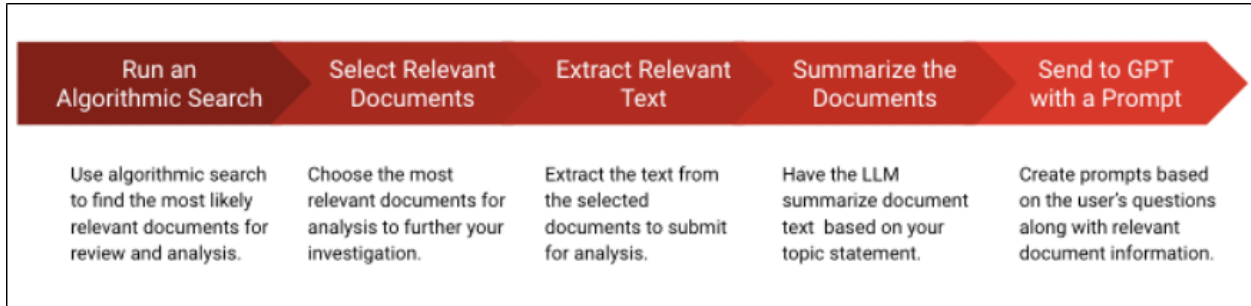 Run an
Algorithmic Search
Select Relevant
Documents
Extract Relevant
Text
Summarize the
Documents
Send to GPT
with a Prompt
Use algorithmic search
to find the most likely
relevant documents for
review and analysis.
Choose the most
relevant documents for
analysis to further your
investigation.
Extract the text from
the selected
documents to submit
for analysis.
Have the LLM
summarize document
text based on your
topic statement.
Create prompts based
on the user's questions
along with relevant
document information.